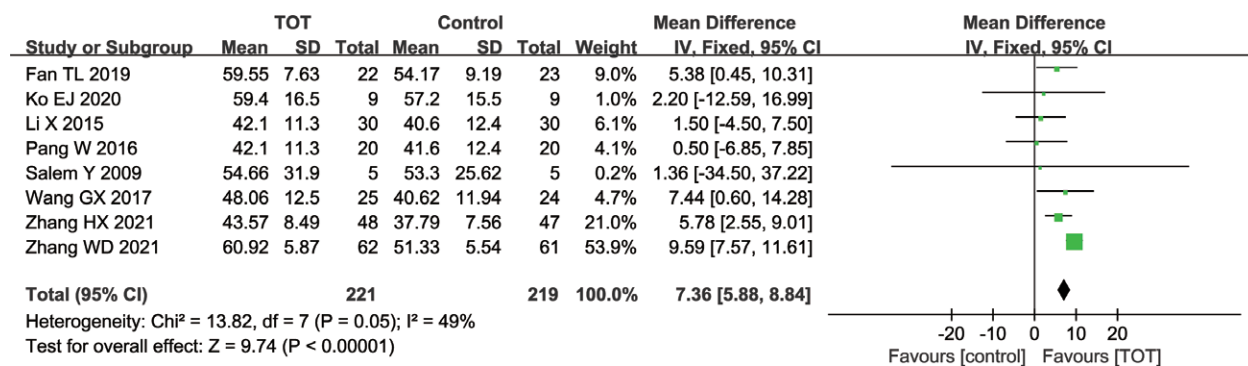 TOT Control Mean Difference Mean Difference
Study or Subgroup Mean SD Total Mean SD Total Weight IV, Fixed, 95% CI IV, Fixed, 95% CI
Fan TL 2019 59.55 7.63 22 54.17 9.19 23 9.0% 5.38 [0.45, 10.31]
Ko EJ 2020 59.4 16.5 9 57.2 15.5 9 1.0% 2.20 [-12.59, 16.99]
Li X 2015 42.1 11.3 30 40.6 12.4 30 6.1% 1.50 [-4.50, 7.50]
Pang W 2016 42.1 11.3 20 41.6 12.4 20 4.1% 0.50 [-6.85, 7.85]
Salem Y 2009 54.66 31.9 5 53.3 25.62 5 0.2% 1.36 [-34.50, 37.22]
Wang GX 2017 48.06 12.5 25 40.62 11.94 24 4.7% 7.44 [0.60, 14.28]
Zhang HX 2021 43.57 8.49 48 37.79 7.56 47 21.0% 5.78 [2.55, 9.01]
Zhang WD 2021 60.92 5.87 62 51.33 5.54 61 53.9% 9.59 [7.57, 11.61]
Total (95% CI) 221 219 100.0% 7.36 [5.88, 8.84]
Heterogeneity: Chi² = 13.82, df = 7 (P = 0.05); I² = 49%
Test for overall effect: Z = 9.74 (P < 0.00001)
-20 -10 0 10 20
Favours [control] Favours [TOT]